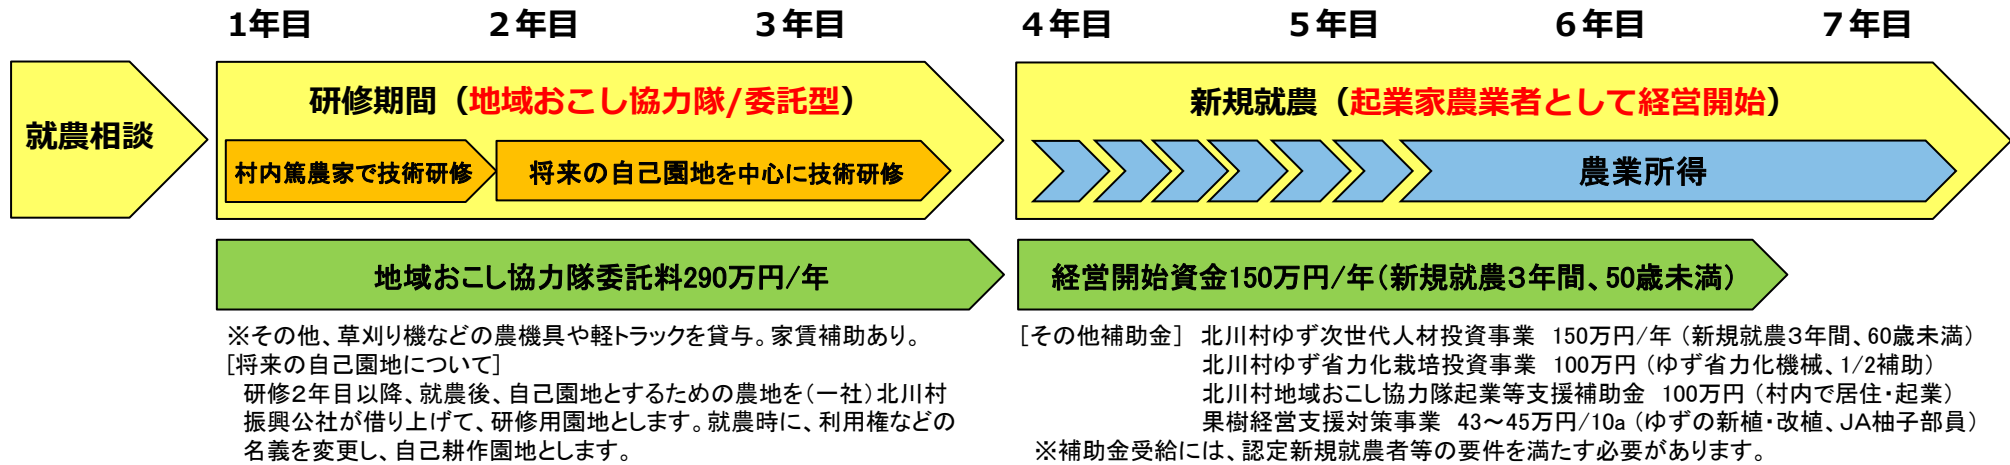 1年目 2年目 3年目 4年目 5年目 6年目 7年目
就農相談
研修期間（地域おこし協力隊/委託型）
村内篤農家で技術研修
将来の自己園地を中心に技術研修
新規就農（起業家農業者として経営開始）
農業所得
地域おこし協力隊委託料290万円/年
経営開始資金150万円/年（新規就農3年間、50歳未満）
※その他、草刈り機などの農機具や軽トラックを貸与。家賃補助あり。
[将来の自己園地について]
研修2年目以降、就農後、自己園地とするための農地を（一社）北川村
振興公社が借り上げて、研修用園地とします。就農時に、利用権などの
名義を変更し、自己耕作園地とします。
[その他補助金] 北川村ゆず次世代人材投資事業 150万円/年（新規就農3年間、60歳未満）
北川村ゆず省力化栽培投資事業 100万円（ゆず省力化機械、1/2補助）
北川村地域おこし協力隊起業等支援補助金 100万円（村内で居住・起業）
果樹経営支援対策事業 43～45万円/10a（ゆずの新植・改植、JA柚子部員）
※補助金受給には、認定新規就農者等の要件を満たす必要があります。